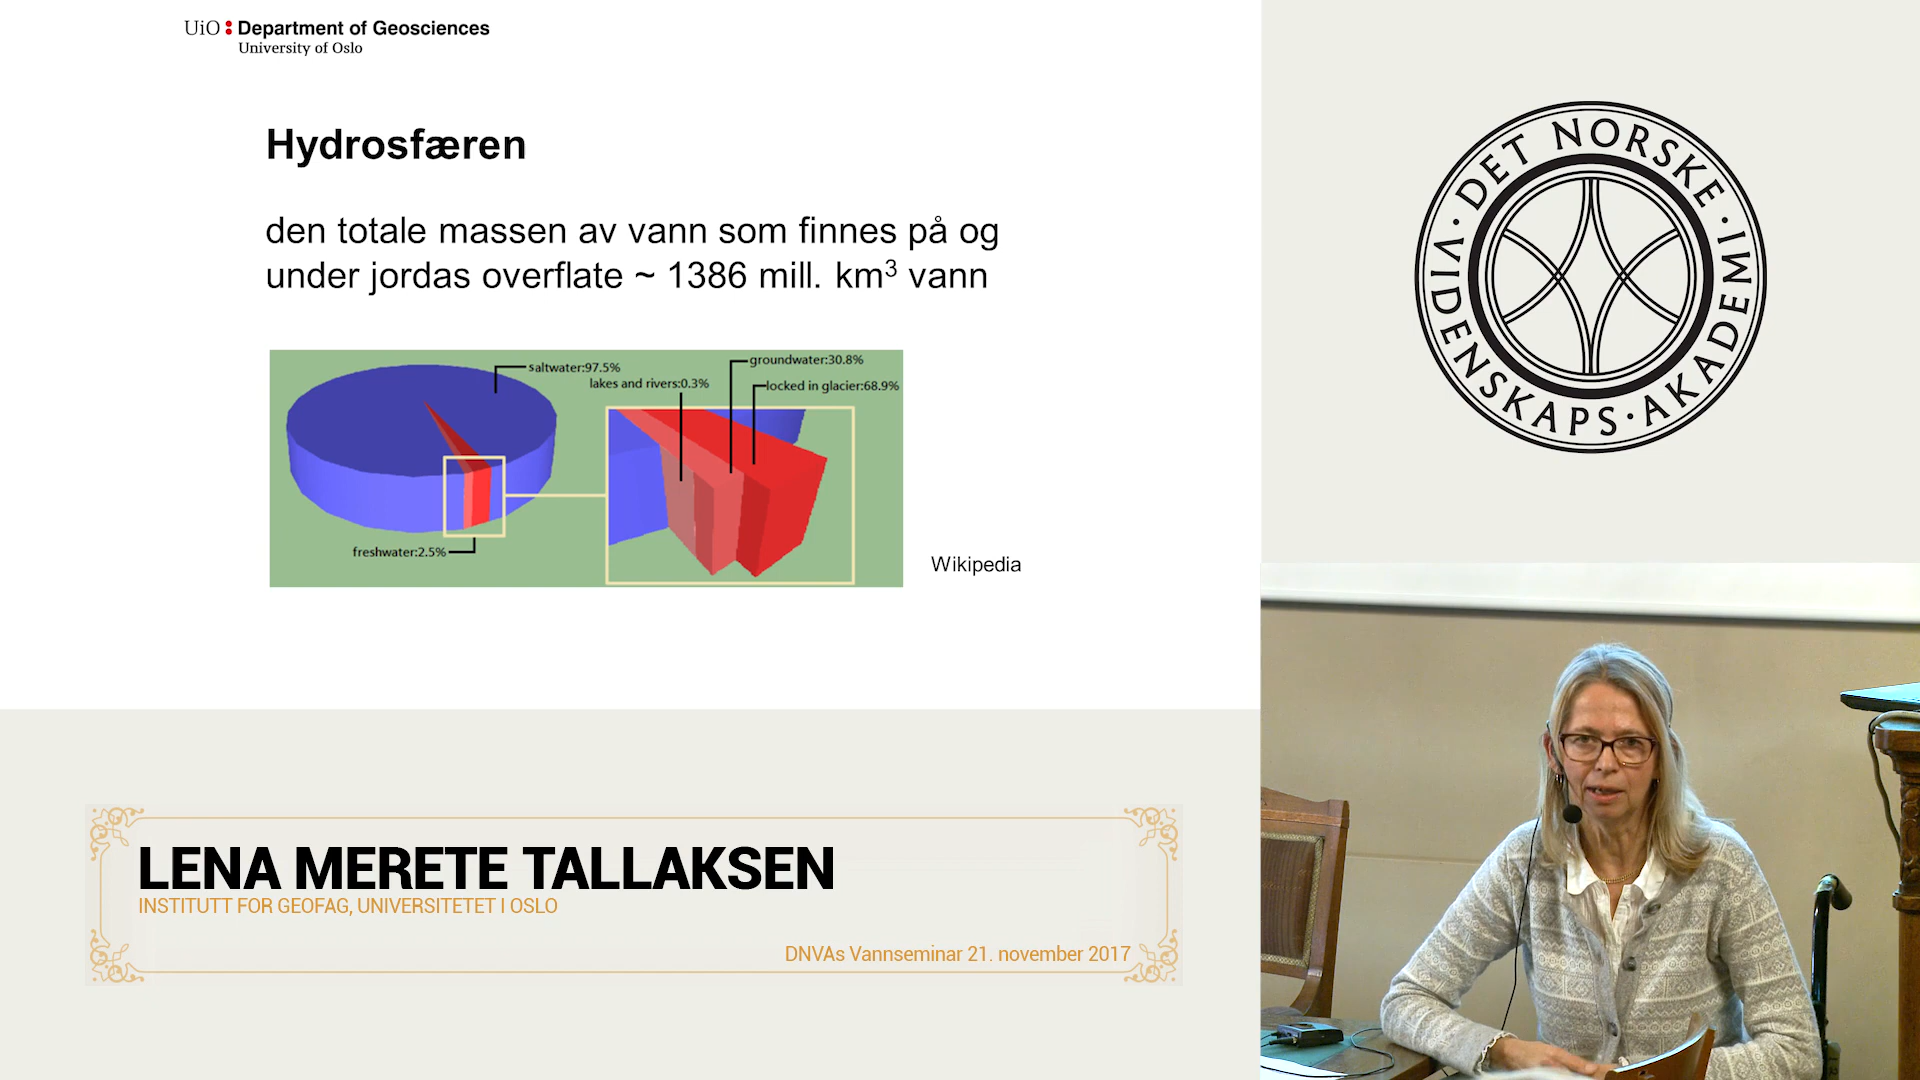 UiO : Department of Geosciences
University of Oslo
Hydrosfæren
den totale massen av vann som finnes på og
under jordas overflate ~ 1386 mill. km³ vann
saltwater:97.5%
groundwater:30.8%
lakes and rivers:0.3%
locked in glacier:68.9%
freshwater:2.5%
Wikipedia
DET NORSKE · VIDENSKAPS · AKADEMI ·
LENA MERETE TALLAKSEN
INSTITUTT FOR GEOFAG, UNIVERSITETET I OSLO
DNVAs Vannseminar 21. november 2017